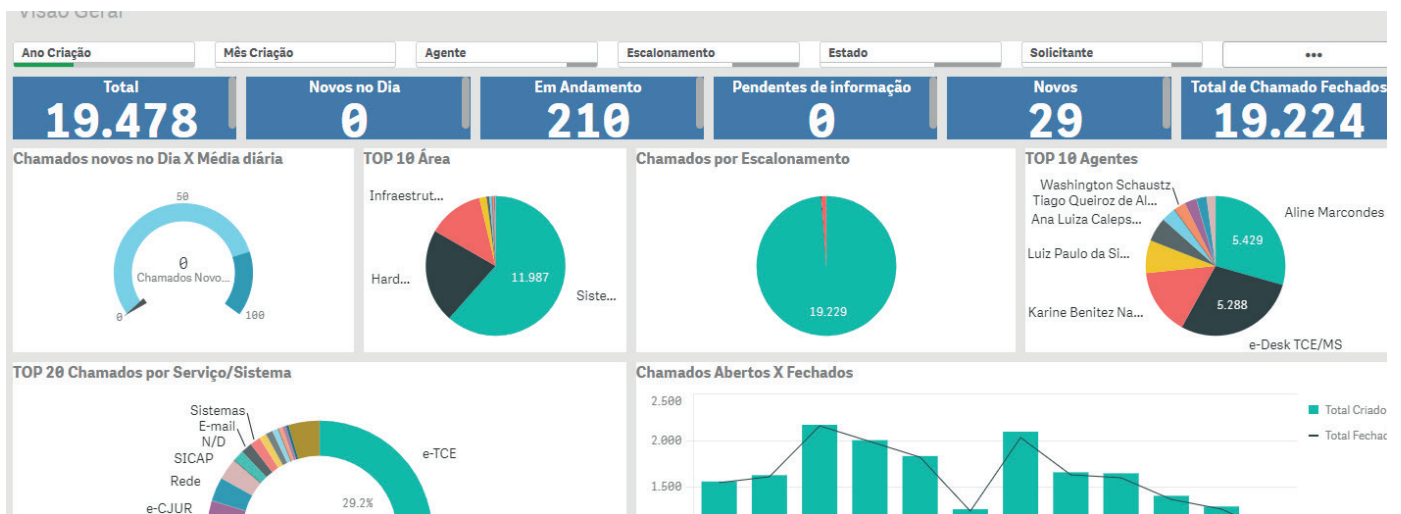 Visão Geral
Ano Criação
Mês Criação
Agente
Escalonamento
Estado
Solicitante
•••
Total
19.478
Novos no Dia
0
Em Andamento
210
Pendentes de informação
0
Novos
29
Total de Chamado Fechados
19.224
Chamados novos no Dia X Média diária
50
0
Chamados Novo...
0
100
TOP 10 Área
Infraestrut...
Hard...
11.987
Siste...
Chamados por Escalonamento
19.229
TOP 10 Agentes
Washington Schaustz
Tiago Queiroz de Al...
Ana Luiza Caleps...
Luiz Paulo da Si...
Karine Benitez Na...
Aline Marcondes
5.429
5.288
e-Desk TCE/MS
TOP 20 Chamados por Serviço/Sistema
Sistemas
E-mail
N/D
SICAP
Rede
e-CJUR
e-TCE
29.2%
Chamados Abertos X Fechados
2.500
2.000
1.500
Total Criado
Total Fechad